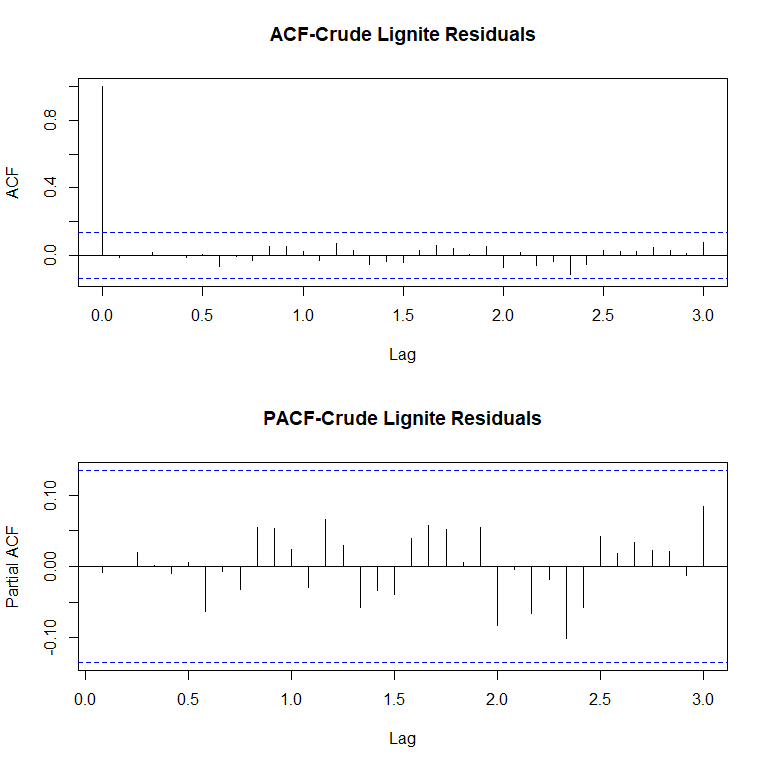 ACF-Crude Lignite Residuals
ACF
0.8
0.4
0.0
0.0 0.5 1.0 1.5 2.0 2.5 3.0
Lag
PACF-Crude Lignite Residuals
Partial ACF
0.10
0.00
-0.10
0.0 0.5 1.0 1.5 2.0 2.5 3.0
Lag